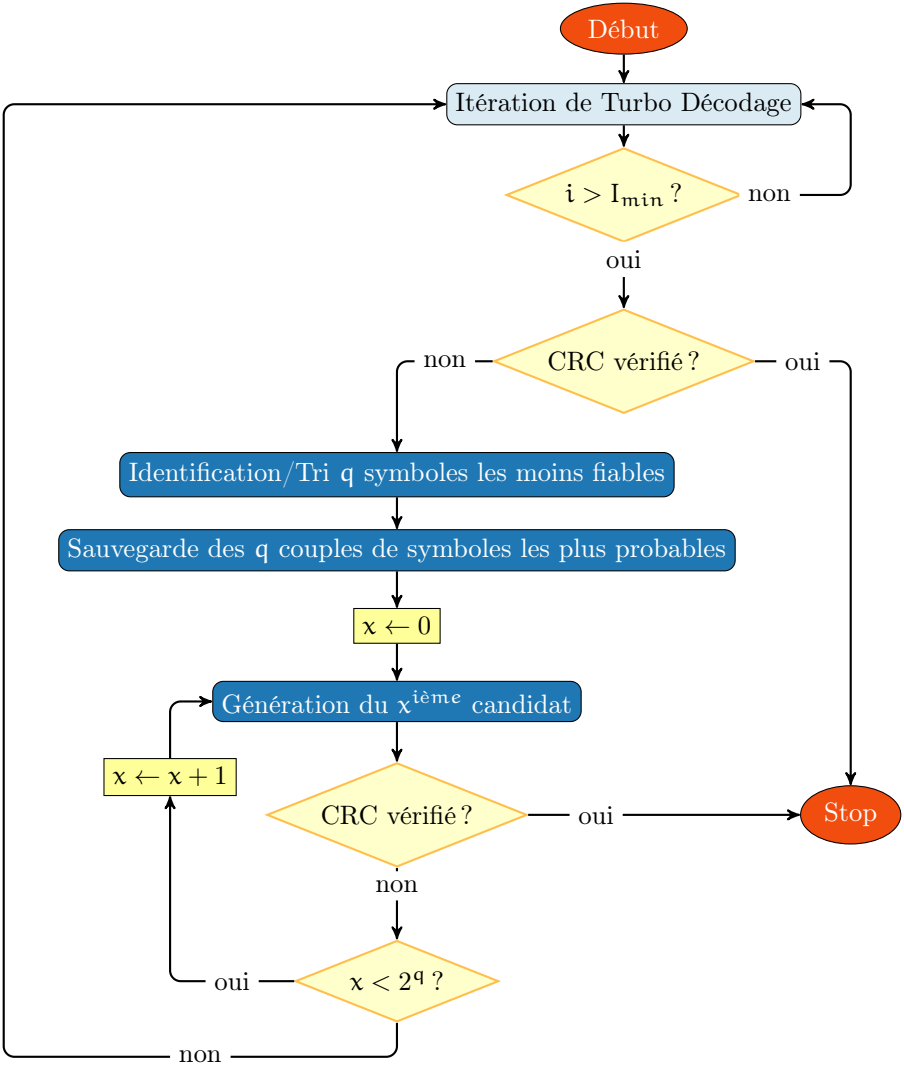 Début
Itération de Turbo Décodage
i > I_min ?
non
oui
non
CRC vérifié ?
oui
Identification/Tri q symboles les moins fiables
Sauvegarde des q couples de symboles les plus probables
x ← 0
Génération du x^ième candidat
x ← x + 1
CRC vérifié ?
oui
Stop
non
oui
x < 2^q ?
non